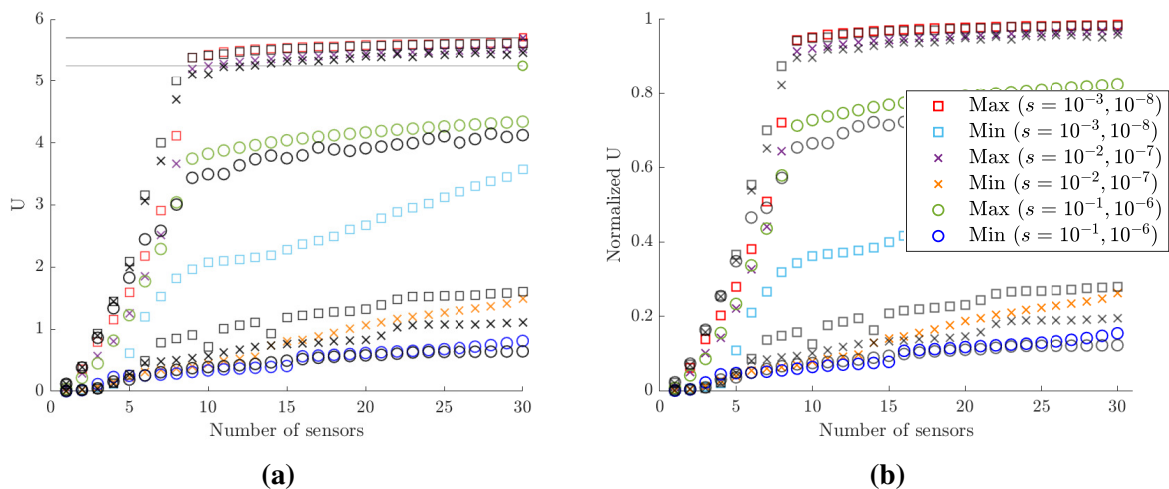 6
5
4
3
2
1
0
U
0
5
10
15
20
25
30
Number of sensors
(a)
1
0.8
0.6
0.4
0.2
0
Normalized U
0
5
10
15
20
25
30
Number of sensors
(b)
Max (s = 10⁻³, 10⁻⁸)
Min (s = 10⁻³, 10⁻⁸)
Max (s = 10⁻², 10⁻⁷)
Min (s = 10⁻², 10⁻⁷)
Max (s = 10⁻¹, 10⁻⁶)
Min (s = 10⁻¹, 10⁻⁶)